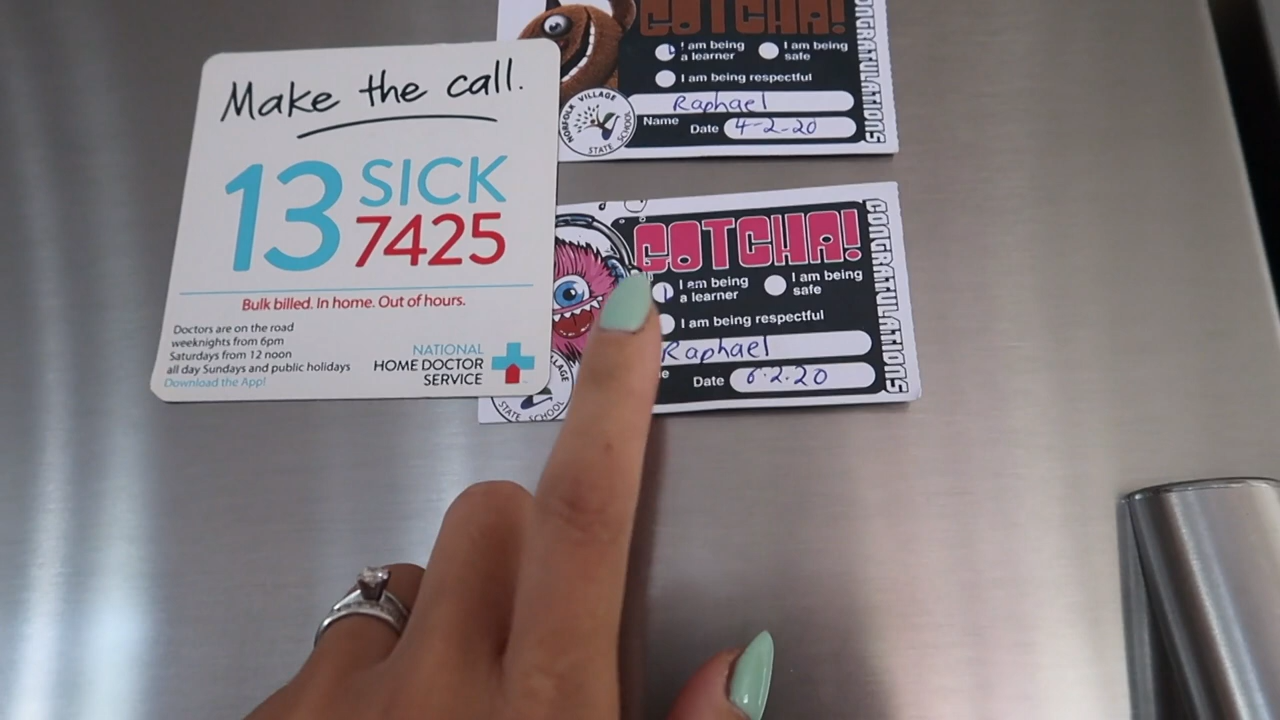 Make the call.
13 SICK
7425
Bulk billed. In home. Out of hours.
Doctors are on the road
weeknights from 6pm
Saturdays from 12 noon
all day Sundays and public holidays
Download the App!
NATIONAL
HOME DOCTOR
SERVICE
GOTCHA!
I am being
a learner
I am being
safe
I am being respectful
Raphael
Name
Date 4-2-20
NORFOLK VILLAGE
STATE SCHOOL
CONGRATULATIONS
GOTCHA!
I am being
a learner
I am being
safe
I am being respectful
Raphael
Date 6.2.20
STATE SCHOOL
CONGRATULATIONS